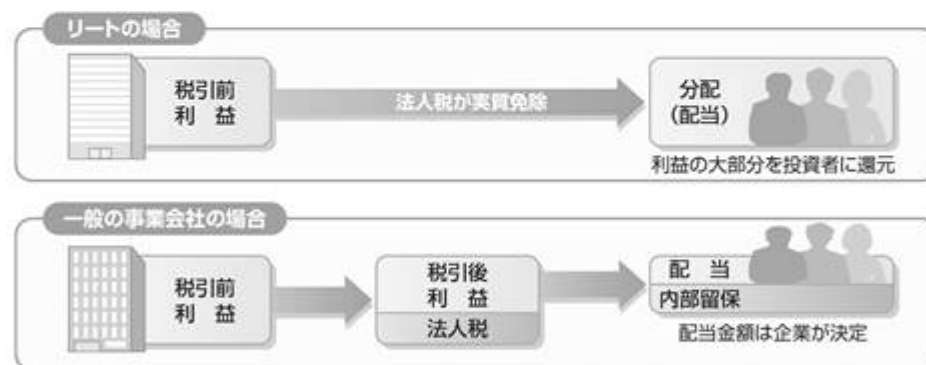 リートの場合
税引前
利 益
法人税が実質免除
分配
(配当)
利益の大部分を投資者に還元
一般の事業会社の場合
税引前
利 益
税引後
利 益
法人税
配 当
内部留保
配当金額は企業が決定